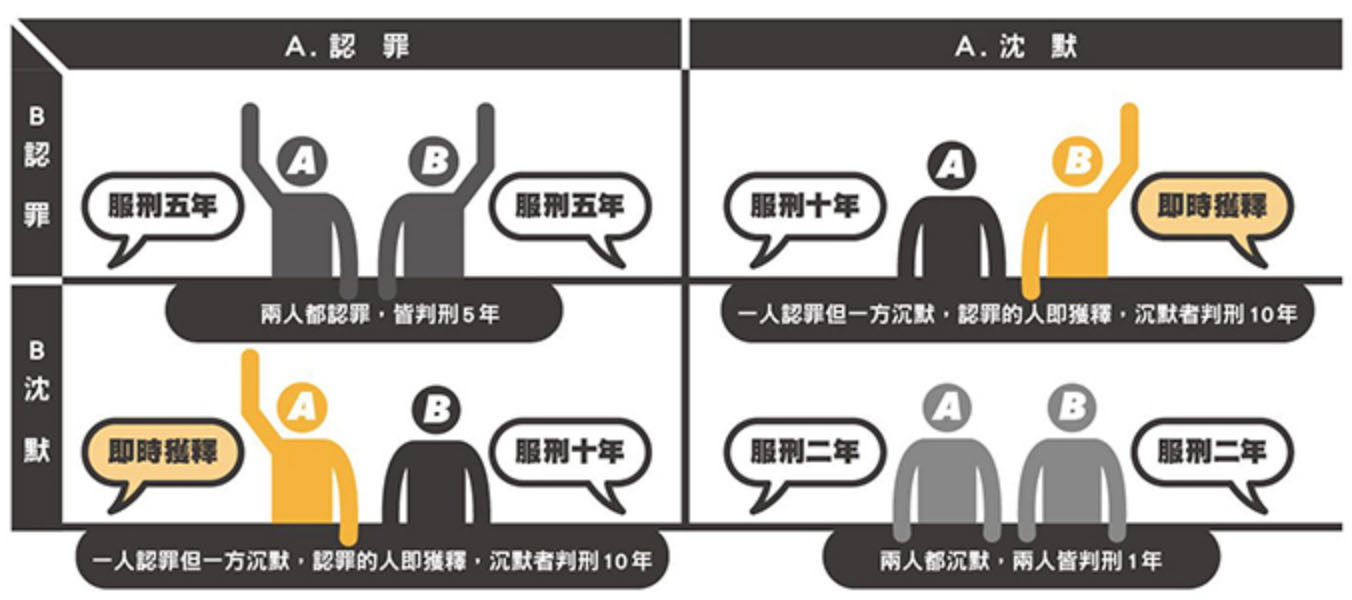 A. 認 罪
A. 沈 默
B 認 罪
A
B
服刑五年
服刑五年
兩人都認罪，皆判刑5年
A
B
服刑十年
即時獲釋
一人認罪但一方沉默，認罪的人即獲釋，沉默者判刑10年
B 沈 默
A
B
即時獲釋
服刑十年
一人認罪但一方沉默，認罪的人即獲釋，沉默者判刑10年
A
B
服刑二年
服刑二年
兩人都沉默，兩人皆判刑1年